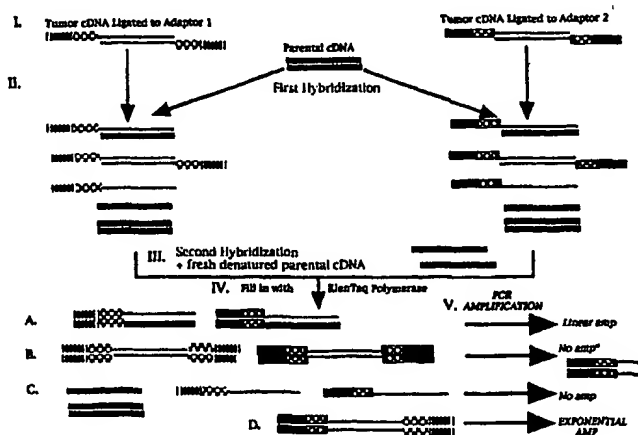 I.
Tumor cDNA Ligated to Adaptor 1
Tumor cDNA Ligated to Adaptor 2
Parental cDNA
II.
First Hybridization
III. Second Hybridization
+ fresh denatured parental cDNA
IV. Fill in with KlenTaq Polymerase
V. PCR
AMPLIFICATION
A.
Linear amp
B.
No amp*
C.
No amp
D.
EXPONENTIAL
AMP